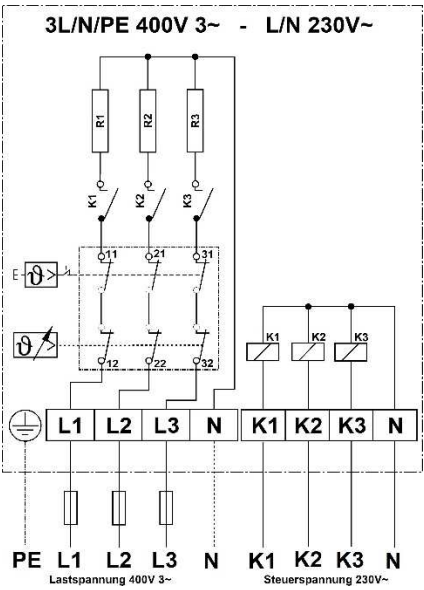 3L/N/PE 400V 3~ - L/N 230V~
R1 R2 R3
K1 K2 K3
11 21 31
E ϑ >
ϑ
12 22 32
K1 K2 K3
L1 L2 L3 N K1 K2 K3 N
PE L1 L2 L3 N K1 K2 K3 N
Lastspannung 400V 3~ Steuerspannung 230V~